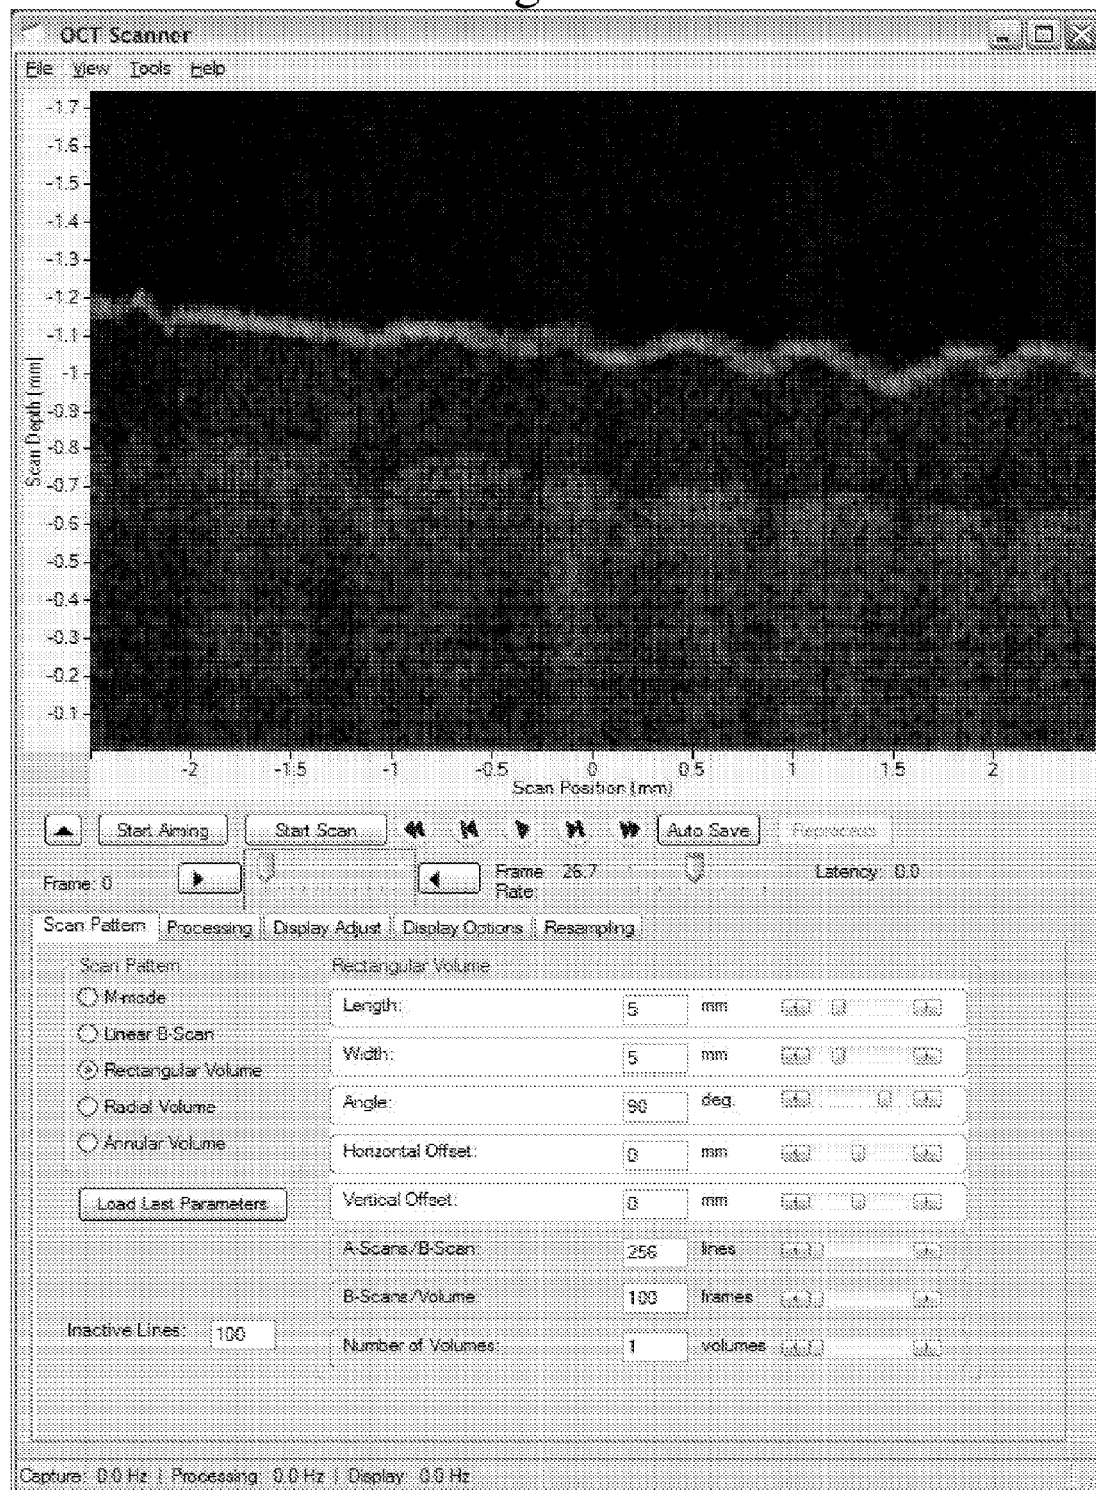 OCT Scanner
File View Tools Help
-1.7
-1.6
-1.5
-1.4
-1.3
-1.2
-1.1
-1
-0.9
-0.8
-0.7
-0.6
-0.5
-0.4
-0.3
-0.2
-0.1
Scan Depth (mm)
-2 -1.5 -1 -0.5 0 0.5 1 1.5 2
Scan Position (mm)
Start Aiming Start Scan Auto Save Reprocess
Frame: 0 Frame Rate: 26.7 Latency: 0.0
Scan Pattern Processing Display Adjust Display Options Resampling
Scan Pattern Rectangular Volume
M-mode
Linear B-Scan
Rectangular Volume
Radial Volume
Annular Volume
Load Last Parameters
Inactive Lines: 100
Length: 5 mm
Width: 5 mm
Angle: 90 deg.
Horizontal Offset: 0 mm
Vertical Offset: 0 mm
A-Scans/B-Scan: 256 lines
B-Scans/Volume 100 frames
Number of Volumes: 1 volumes
Capture: 0.0 Hz | Processing: 0.0 Hz | Display: 0.0 Hz